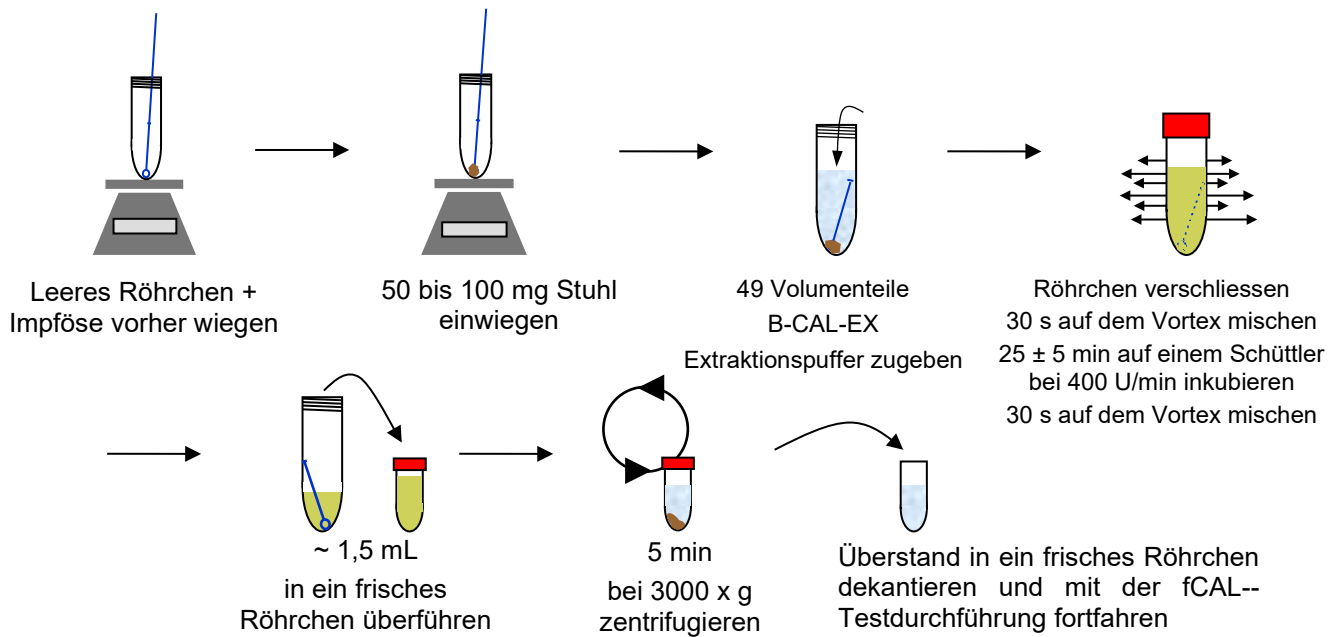 Leeres Röhrchen +
Impföse vorher wiegen
50 bis 100 mg Stuhl
einwiegen
49 Volumenteile
B-CAL-EX
Extraktionspuffer zugeben
Röhrchen verschliessen
30 s auf dem Vortex mischen
25 ± 5 min auf einem Schüttler
bei 400 U/min inkubieren
30 s auf dem Vortex mischen
~ 1,5 mL
in ein frisches
Röhrchen überführen
5 min
bei 3000 x g
zentrifugieren
Überstand in ein frisches Röhrchen
dekantieren und mit der fCAL--
Testdurchführung fortfahren